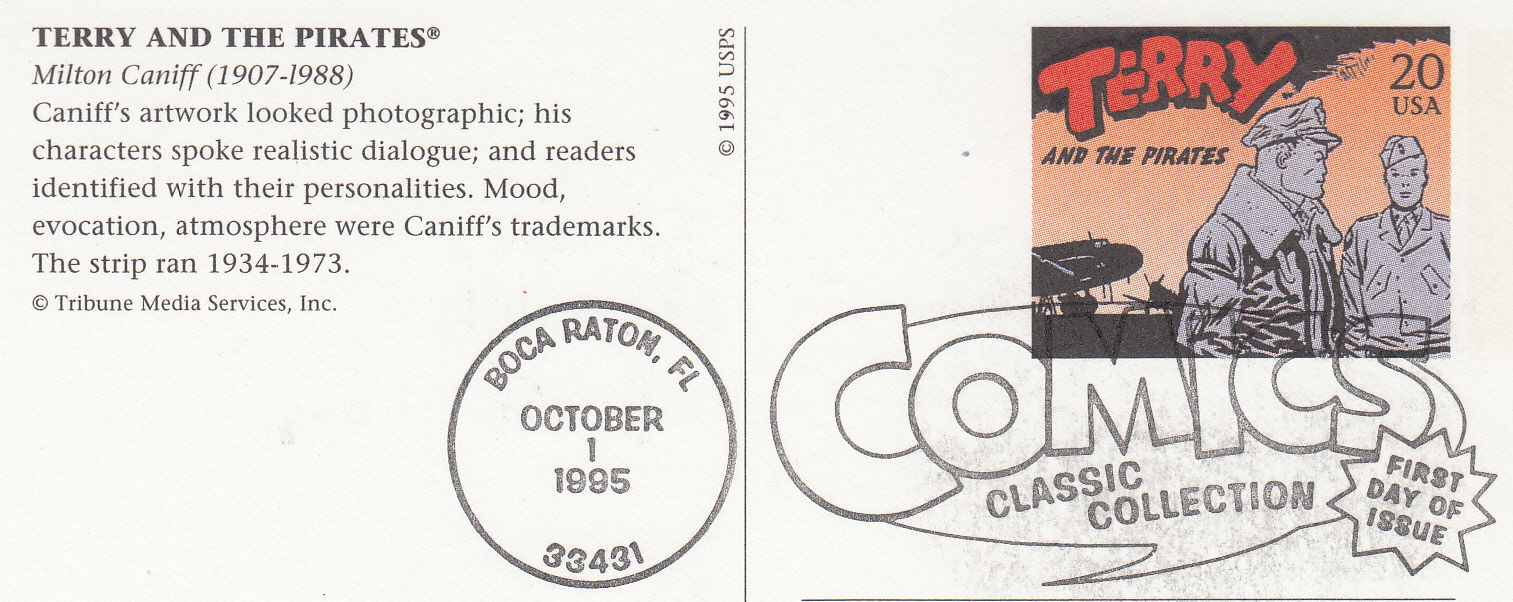 TERRY AND THE PIRATES®
Milton Caniff (1907-l988)
Caniff's artwork looked photographic; his
characters spoke realistic dialogue; and readers
identified with their personalities. Mood,
evocation, atmosphere were Caniff's trademarks.
The strip ran 1934-1973.
© Tribune Media Services, Inc.
© 1995 USPS
BOCA RATON, FL
OCTOBER
1
1995
33431
TERRY
AND THE PIRATES
20
USA
COMICS
CLASSIC
COLLECTION
FIRST
DAY OF
ISSUE